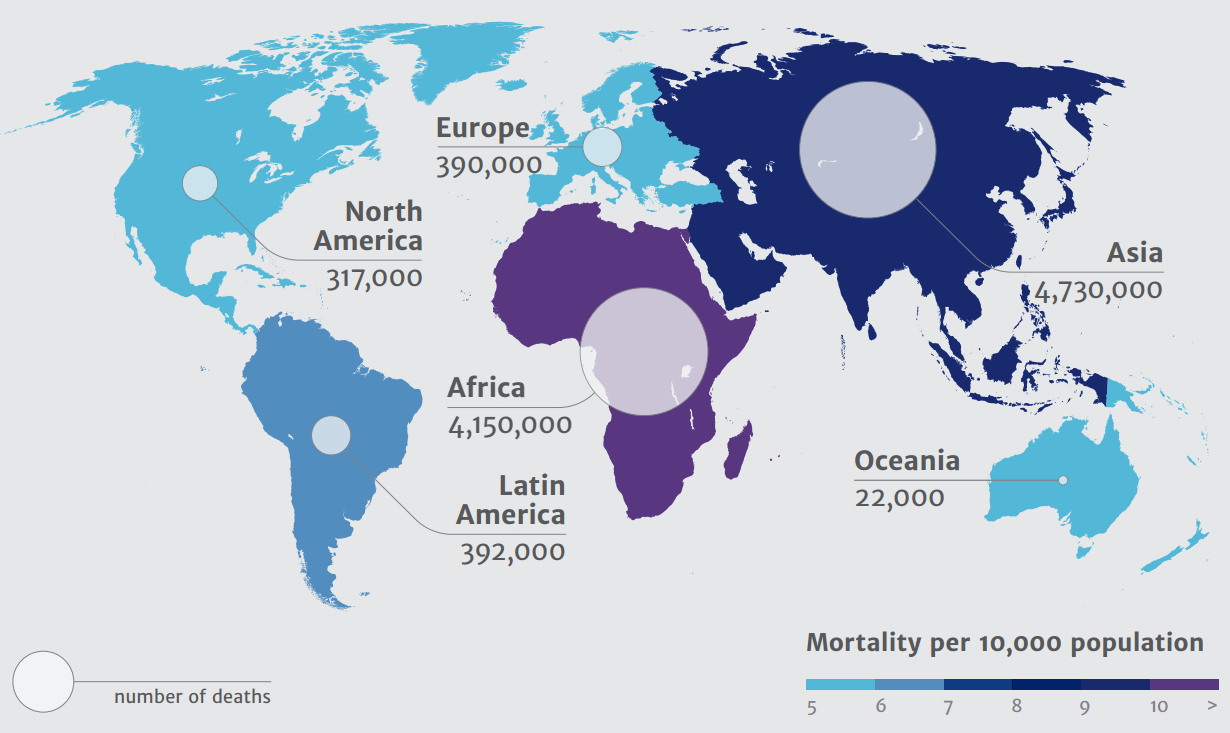 Europe
390,000
North
America
317,000
Asia
4,730,000
Africa
4,150,000
Oceania
22,000
Latin
America
392,000
number of deaths
Mortality per 10,000 population
5 6 7 8 9 10 >